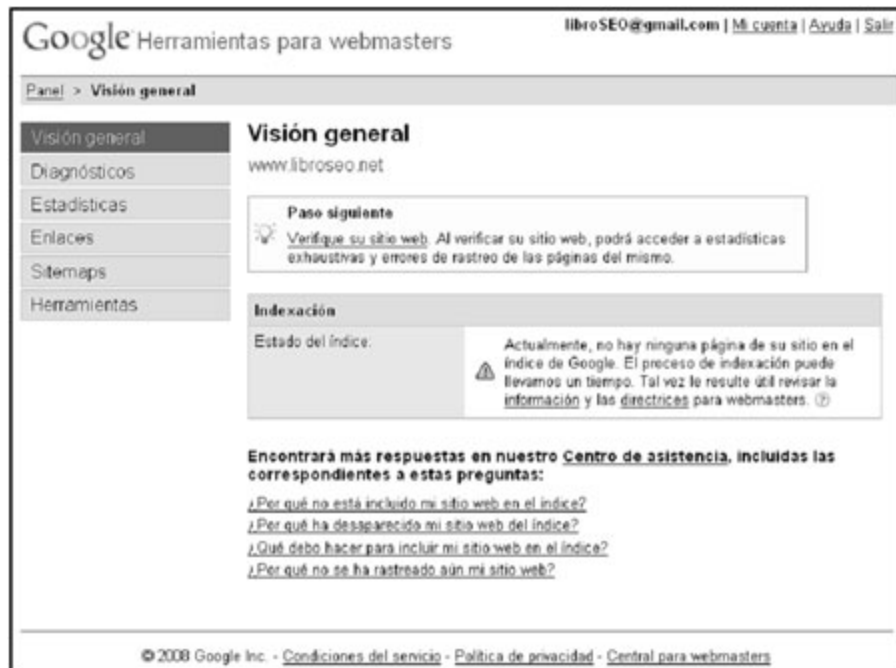 libroSEO@gmail.com | Mi cuenta | Ayuda | Salir
Google Herramientas para webmasters
Panel > Visión general
Visión general
Diagnósticos
Estadísticas
Enlaces
Sitemaps
Herramientas
Visión general
www.libroseo.net
Paso siguiente
Verifique su sitio web. Al verificar su sitio web, podrá acceder a estadísticas
exhaustivas y errores de rastreo de las páginas del mismo.
Indexación
Estado del índice:
Actualmente, no hay ninguna página de su sitio en el
índice de Google. El proceso de indexación puede
llevarnos un tiempo. Tal vez le resulte útil revisar la
información y las directrices para webmasters. ?
Encontrará más respuestas en nuestro Centro de asistencia, incluidas las
correspondientes a estas preguntas:
¿Por qué no está incluido mi sitio web en el índice?
¿Por qué ha desaparecido mi sitio web del índice?
¿Qué debo hacer para incluir mi sitio web en el índice?
¿Por qué no se ha rastreado aún mi sitio web?
© 2008 Google Inc. - Condiciones del servicio - Política de privacidad - Central para webmasters